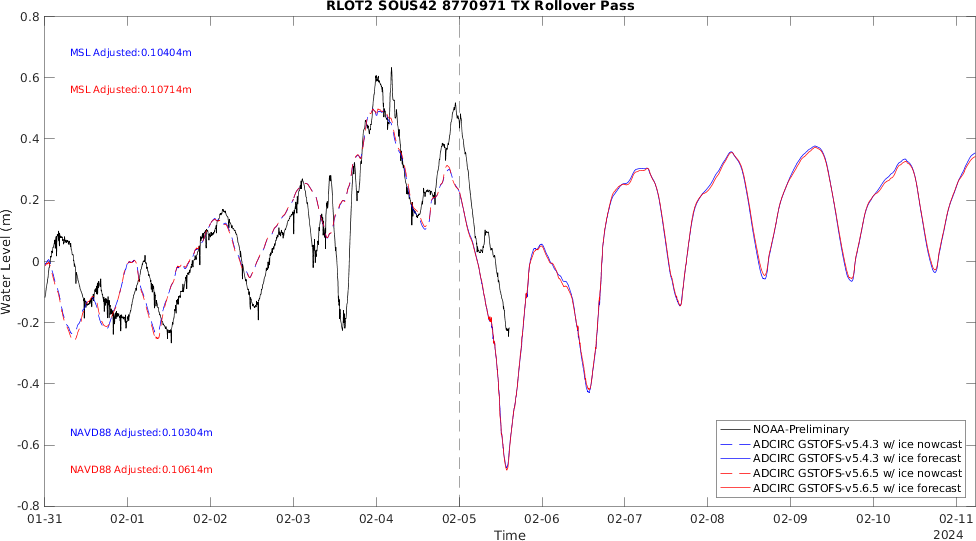 RLOT2 SOUS42 8770971 TX Rollover Pass
0.8
MSL Adjusted:0.10404m
0.6
MSL Adjusted:0.10714m
0.4
0.2
0
-0.2
-0.4
-0.6
-0.8
Water Level (m)
NAVD88 Adjusted:0.10304m
NAVD88 Adjusted:0.10614m
NOAA-Preliminary
ADCIRC GSTOFS-v5.4.3 w/ ice nowcast
ADCIRC GSTOFS-v5.4.3 w/ ice forecast
ADCIRC GSTOFS-v5.6.5 w/ ice nowcast
ADCIRC GSTOFS-v5.6.5 w/ ice forecast
01-31 02-01 02-02 02-03 02-04 02-05 02-06 02-07 02-08 02-09 02-10 02-11
Time
2024